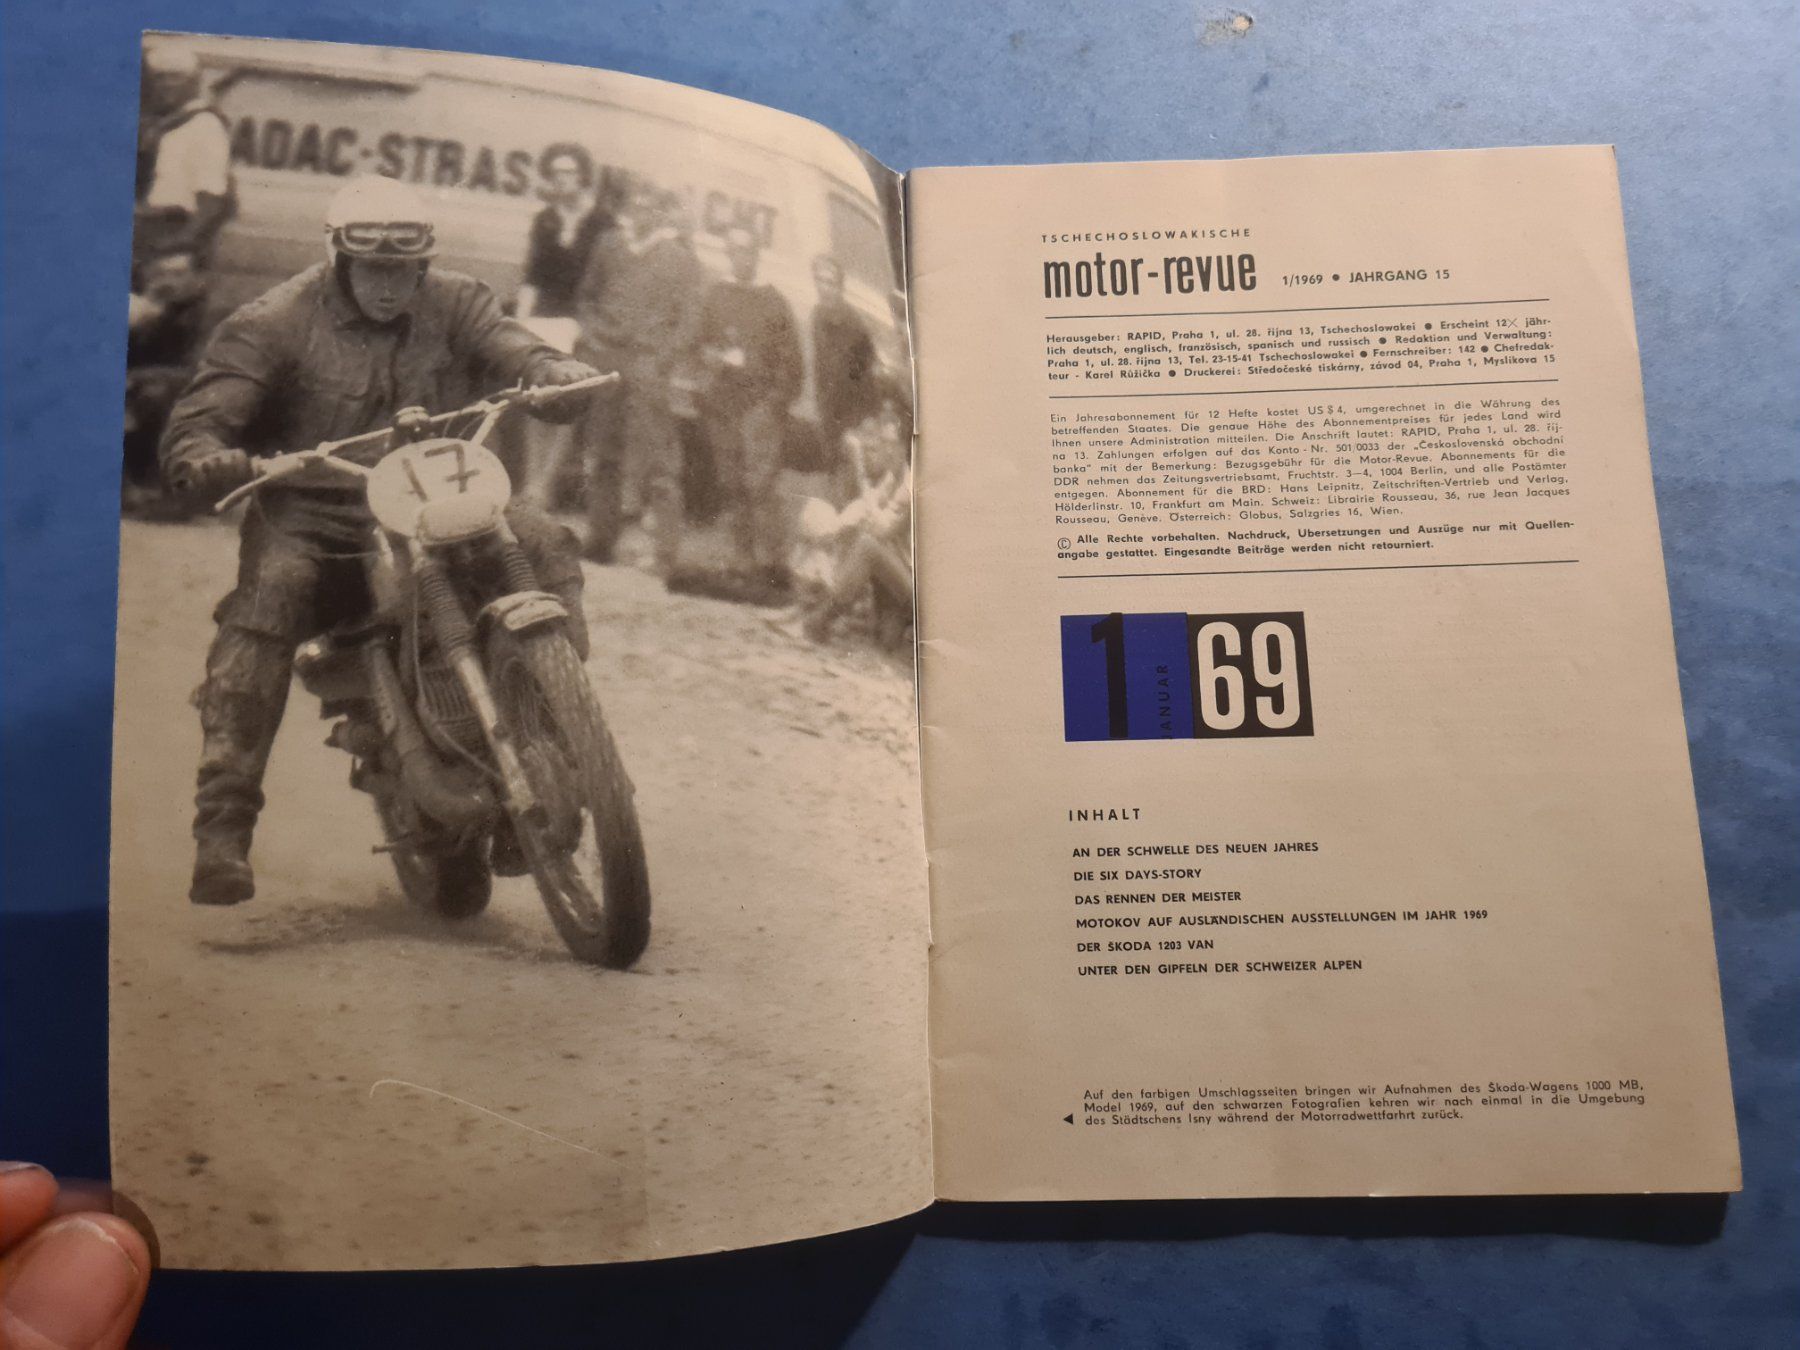 ADAC-STRASS
17
TSCHECHOSLOWAKISCHE
motor-revue 1/1969 ● JAHRGANG 15
Herausgeber: RAPID, Praha 1, ul. 28. října 13, Tschechoslowakei ● Erscheint 12× jähr-
lich deutsch, englisch, französisch, spanisch und russisch ● Redaktion und Verwaltung:
Praha 1, ul. 28. října 13, Tel. 23-15-41 Tschechoslowakei ● Fernschreiber: 142 ● Chefredak-
teur - Karel Růžička ● Druckerei: Středočeské tiskárny, závod 04, Praha 1, Myslíkova 15
Ein Jahresabonnement für 12 Hefte kostet US $ 4, umgerechnet in die Währung des
betreffenden Staates. Die genaue Höhe des Abonnementpreises für jedes Land wird
Ihnen unsere Administration mitteilen. Die Anschrift lautet: RAPID, Praha 1, ul. 28. říj-
na 13. Zahlungen erfolgen auf das Konto - Nr. 501/0033 der „Československá obchodní
banka“ mit der Bemerkung: Bezugsgebühr für die Motor-Revue. Abonnements für die
DDR nehmen das Zeitungsvertriebsamt, Fruchtstr. 3—4, 1004 Berlin, und alle Postämter
entgegen. Abonnement für die BRD: Hans Leipnitz, Zeitschriften-Vertrieb und Verlag,
Hölderlinstr. 10, Frankfurt am Main. Schweiz: Librairie Rousseau, 36, rue Jean Jacques
Rousseau, Genève. Österreich: Globus, Salzgries 16, Wien.
© Alle Rechte vorbehalten. Nachdruck, Übersetzungen und Auszüge nur mit Quellen-
angabe gestattet. Eingesandte Beiträge werden nicht retourniert.
1 JANUAR 69
INHALT
AN DER SCHWELLE DES NEUEN JAHRES
DIE SIX DAYS-STORY
DAS RENNEN DER MEISTER
MOTOKOV AUF AUSLÄNDISCHEN AUSSTELLUNGEN IM JAHR 1969
DER ŠKODA 1203 VAN
UNTER DEN GIPFELN DER SCHWEIZER ALPEN
Auf den farbigen Umschlagseiten bringen wir Aufnahmen des Škoda-Wagens 1000 MB,
Model 1969, auf den schwarzen Fotografien kehren wir noch einmal in die Umgebung
◄ des Städtschens Isny während der Motorradwettfarhrt zurück.